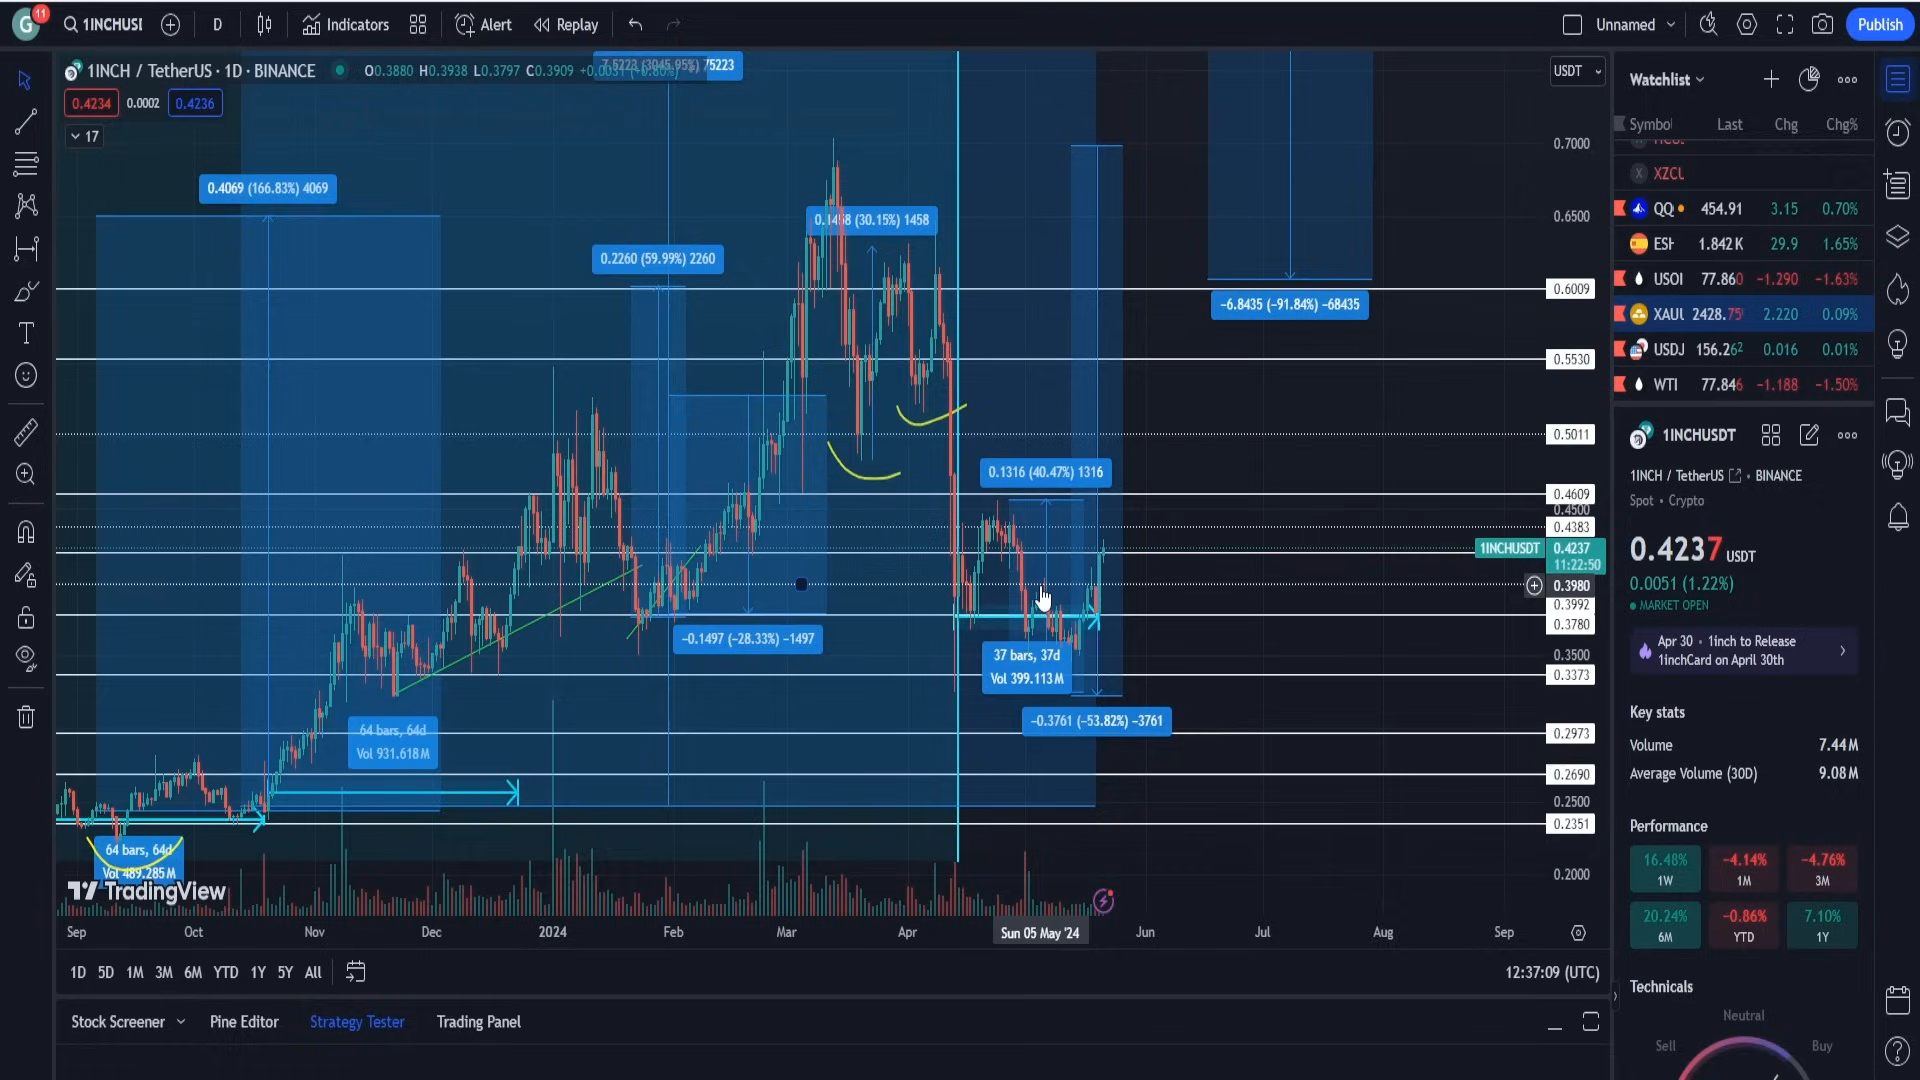 G 11 1INCHUSI D Indicators Alert Replay Unnamed Publish
1INCH / TetherUS · 1D · BINANCE O0.3880 H0.3938 L0.3797 C0.3909
0.4234 0.0002 0.4236
17
7.5223 (3045.95%) 75223
0.4069 (166.83%) 4069
0.2260 (59.99%) 2260
0.1458 (30.15%) 1458
−6.8435 (−91.84%) −68435
0.1316 (40.47%) 1316
−0.1497 (−28.33%) −1497
37 bars, 37d
Vol 399.113M
−0.3761 (−53.82%) −3761
64 bars, 64d
Vol 931.618M
64 bars, 64d
Vol 489.285M
TradingView
USDT
0.7000
0.6500
0.6009
0.5530
0.5011
0.4609
0.4500
0.4383
1INCHUSDT 0.4237
11:22:50
0.3980
0.3992
0.3780
0.3500
0.3373
0.2973
0.2690
0.2500
0.2351
0.2000
Sep Oct Nov Dec 2024 Feb Mar Apr Sun 05 May '24 Jun Jul Aug Sep
1D 5D 1M 3M 6M YTD 1Y 5Y All 12:37:09 (UTC)
Stock Screener Pine Editor Strategy Tester Trading Panel
Watchlist
Symbol Last Chg Chg%
XZCL
QQ 454.91 3.15 0.70%
ESH 1.842K 29.9 1.65%
USOI 77.860 −1.290 −1.63%
XAUL 2428.75 2.220 0.09%
USDJ 156.262 0.016 0.01%
WTI 77.846 −1.188 −1.50%
1INCHUSDT
1INCH / TetherUS • BINANCE
Spot • Crypto
0.4237 USDT
0.0051 (1.22%)
MARKET OPEN
Apr 30 • 1inch to Release
1inchCard on April 30th
Key stats
Volume 7.44M
Average Volume (30D) 9.08M
Performance
16.48% −4.14% −4.76%
1W 1M 3M
20.24% −0.86% 7.10%
6M YTD 1Y
Technicals
Neutral
Sell Buy